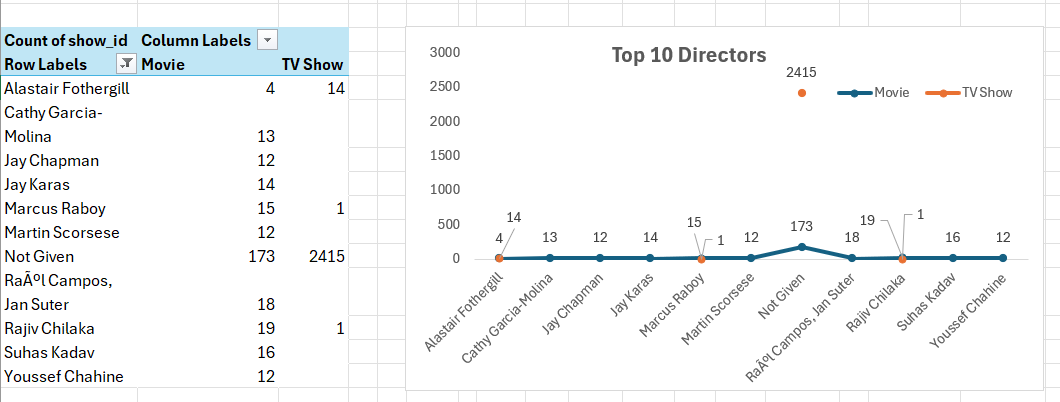 Count of show_id Column Labels
Row Labels Movie TV Show
Alastair Fothergill 4 14
Cathy Garcia-
Molina 13
Jay Chapman 12
Jay Karas 14
Marcus Raboy 15 1
Martin Scorsese 12
Not Given 173 2415
RaÃºl Campos,
Jan Suter 18
Rajiv Chilaka 19 1
Suhas Kadav 16
Youssef Chahine 12
Top 10 Directors
Movie TV Show
3000
2500
2000
1500
1000
500
0
2415
4 14 13 12 14 15 1 12 173 18 19 1 16 12
Alastair Fothergill
Cathy Garcia-Molina
Jay Chapman
Jay Karas
Marcus Raboy
Martin Scorsese
Not Given
RaÃºl Campos, Jan Suter
Rajiv Chilaka
Suhas Kadav
Youssef Chahine